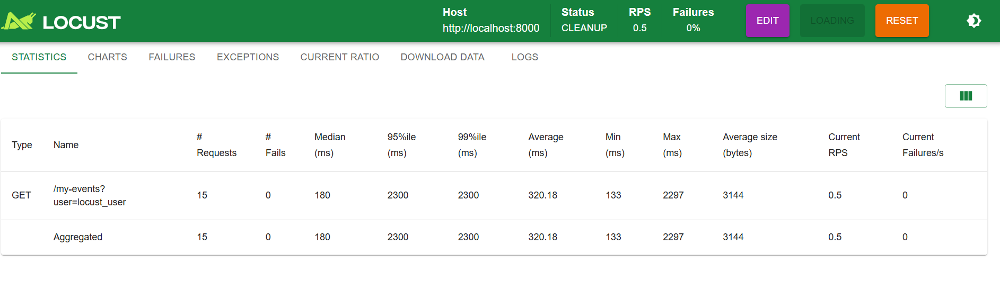 LOCUST
Host
http://localhost:8000
Status
CLEANUP
RPS
0.5
Failures
0%
EDIT
LOADING
RESET
STATISTICS CHARTS FAILURES EXCEPTIONS CURRENT RATIO DOWNLOAD DATA LOGS
Type Name # Requests # Fails Median (ms) 95%ile (ms) 99%ile (ms) Average (ms) Min (ms) Max (ms) Average size (bytes) Current RPS Current Failures/s
GET /my-events?user=locust_user 15 0 180 2300 2300 320.18 133 2297 3144 0.5 0
Aggregated 15 0 180 2300 2300 320.18 133 2297 3144 0.5 0